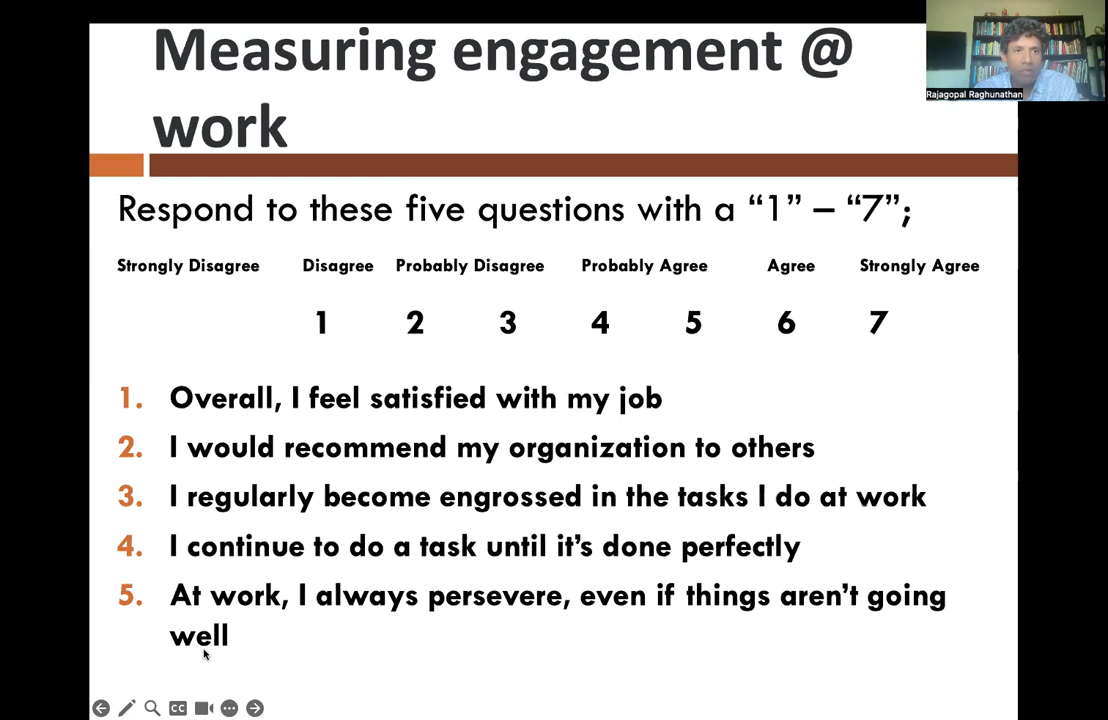 Measuring engagement @
work
Rajagopal Raghunathan
Respond to these five questions with a “1” – “7”;
Strongly Disagree Disagree Probably Disagree Probably Agree Agree Strongly Agree
1 2 3 4 5 6 7
1. Overall, I feel satisfied with my job
2. I would recommend my organization to others
3. I regularly become engrossed in the tasks I do at work
4. I continue to do a task until it’s done perfectly
5. At work, I always persevere, even if things aren’t going
well
CC